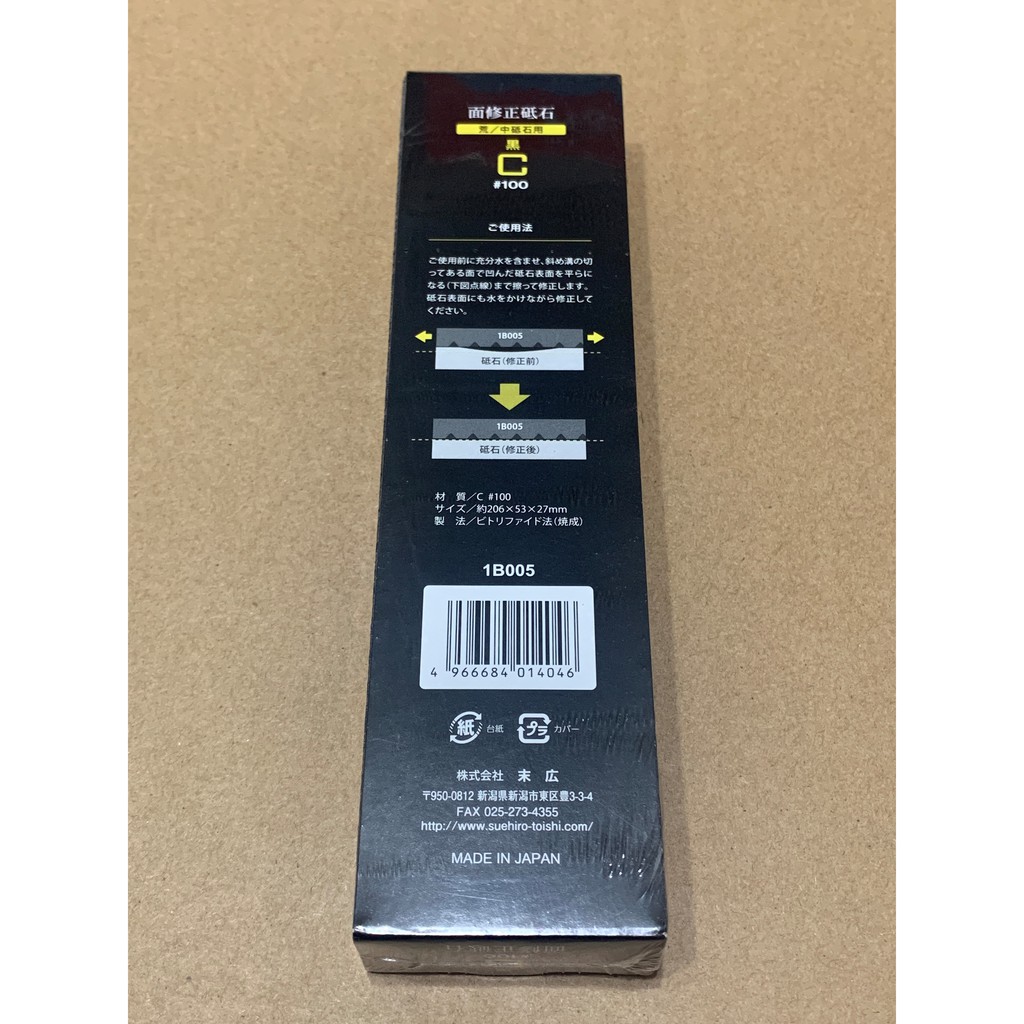 面修正砥石
荒／中砥石用
黒
C
#100
ご使用法
ご使用前に充分水を含ませ、斜め溝の切
ってある面で凹んだ砥石表面を平らに
なる（下図点線）まで擦って修正します。
砥石表面にも水をかけながら修正して
ください。
1B005
砥石（修正前）
1B005
砥石（修正後）
材　質／C #100
サイズ／約206×53×27mm
製　法／ビトリファイド法（焼成）
1B005
4 966684 014046
紙 台紙 プラ カバー
株式会社 末 広
〒950-0812 新潟県新潟市東区豊3-3-4
FAX 025-273-4355
http://www.suehiro-toishi.com/
MADE IN JAPAN